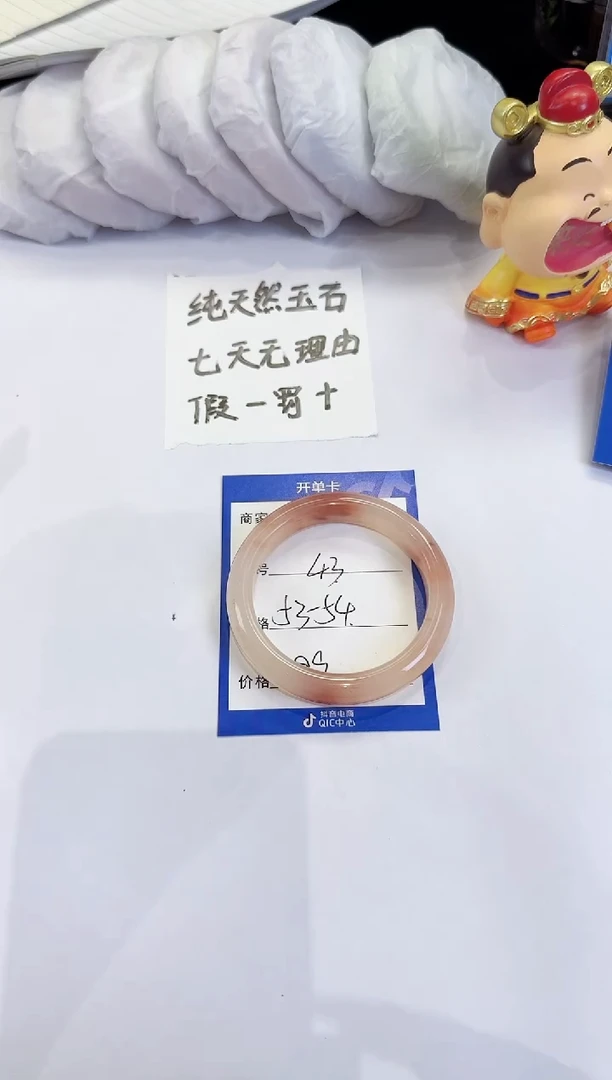 纯天然玉石
七天无理由
假一罚十
开单卡
商家
号 43
格 53-54
价格
抖音电商
QIC中心